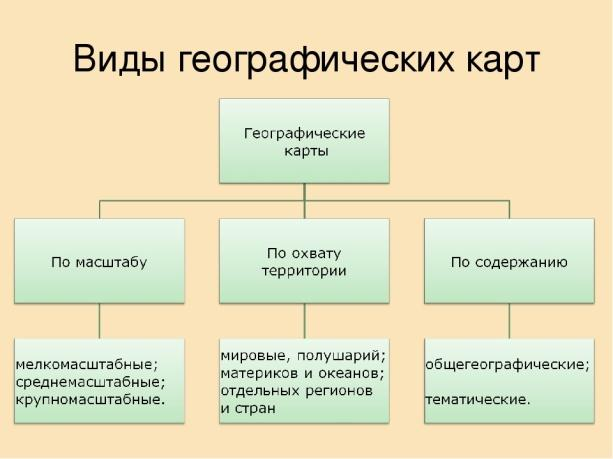 Виды географических карт
Географические
карты
По масштабу
По охвату
территории
По содержанию
мелкомасштабные;
среднемасштабные;
крупномасштабные.
мировые, полушарий;
материков и океанов;
отдельных регионов
и стран
общегеографические;
тематические.